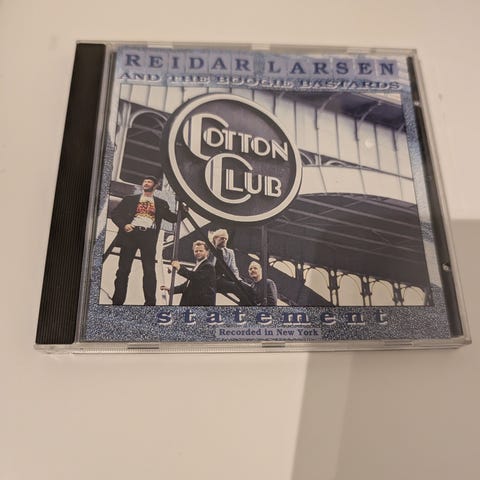 REIDAR LARSEN
AND THE BOOGIE BASTARDS
COTTON
CLUB
statement
Recorded in New York